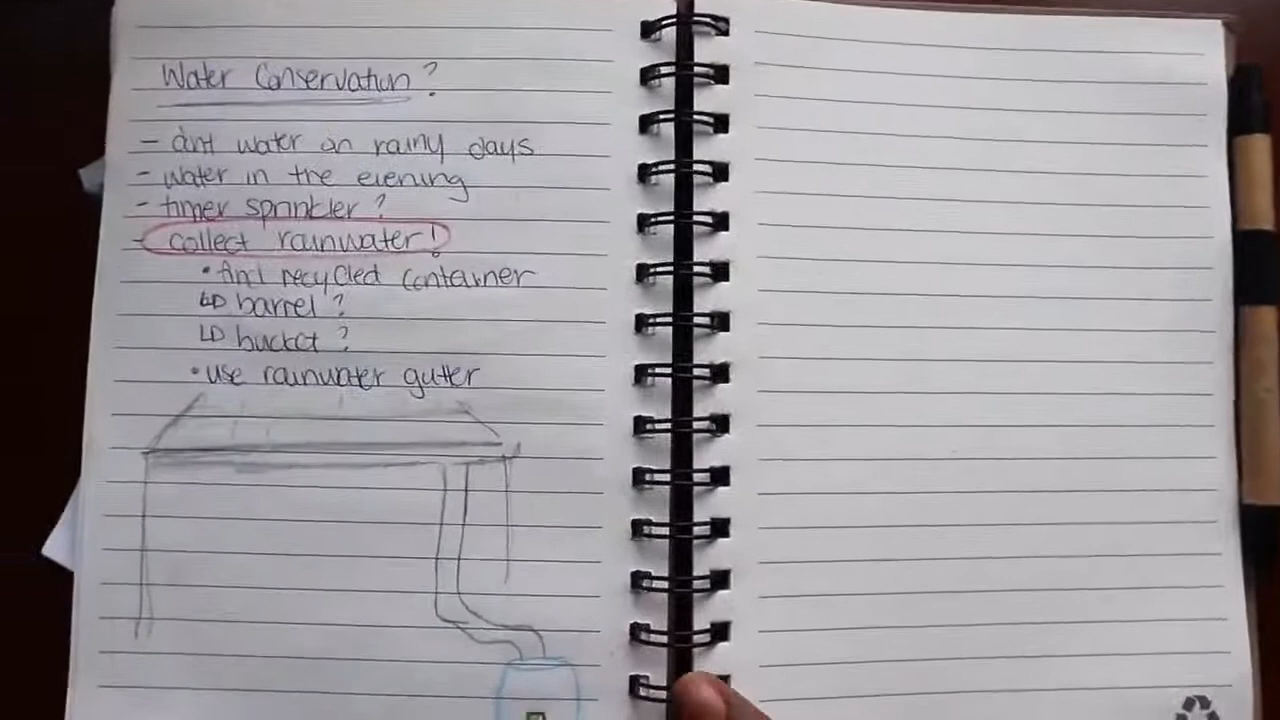 Water Conservation?
- dont water on rainy days
- water in the evening
- timer sprinkler?
- collect rainwater!
• find recycled container
↳ barrel?
↳ bucket?
• use rainwater gutter